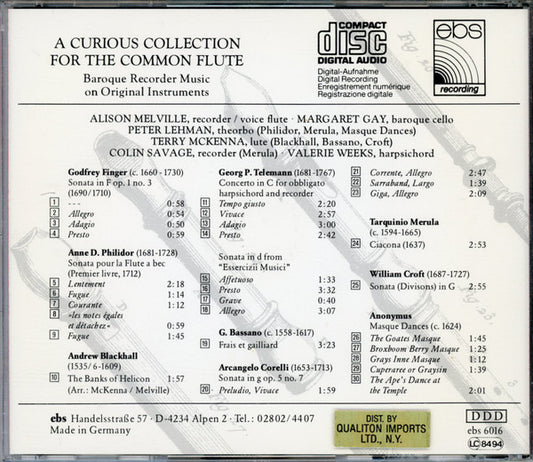 A CURIOUS COLLECTION
FOR THE COMMON FLUTE
Baroque Recorder Music
on Original Instruments
COMPACT
disc
DIGITAL AUDIO
Digital-Aufnahme
Digital Recording
Enregistrement numérique
Registrazione digitale
ebs
recording
ALISON MELVILLE, recorder / voice flute · MARGARET GAY, baroque cello
PETER LEHMAN, theorbo (Philidor, Merula, Masque Dances)
TERRY MCKENNA, lute (Blackhall, Bassano, Croft)
COLIN SAVAGE, recorder (Merula) · VALERIE WEEKS, harpsichord
Godfrey Finger (c. 1660 - 1730)
Sonata in F op. 1 no. 3
(1690/1710)
1 --- 0:58
2 Allegro 0:54
3 Adagio 0:50
4 Presto 0:59
Anne D. Philidor (1681-1728)
Sonata pour la Flute a bec
(Premier livre, 1712)
5 Lentement 2:18
6 Fugue 1:14
7 Courante 1:12
8 «les notes égales
et détachez» 0:59
9 Fugue 1:45
Andrew Blackhall
(1535/ 6-1609)
10 The Banks of Helicon 1:57
(Arr.: McKenna / Melville)
Georg P. Telemann (1681-1767)
Concerto in C for obbligato
harpsichord and recorder
11 Tempo giusto 2:20
12 Vivace 2:57
13 Adagio 3:00
14 Presto 2:42
Sonata in d from
"Essercizii Musici"
15 Affetuoso 1:33
16 Presto 3:32
17 Grave 0:40
18 Allegro 3:07
G. Bassano (c. 1558-1617)
19 Frais et gailliard 3:23
Arcangelo Corelli (1653-1713)
Sonata in g op. 5 no. 7
20 Preludio, Vivace 1:59
21 Corrente, Allegro 2:47
22 Sarraband, Largo 1:39
23 Giga, Allegro 2:09
Tarquinio Merula
(c. 1594-1665)
24 Ciacona (1637) 2:53
William Croft (1687-1727)
25 Sonata (Divisons) in G 2:55
Anonymus
Masque Dances (c. 1624)
26 The Goates Masque 1:45
27 Broxboom Berry Masque 1:25
28 Grays Inne Masque 1:12
29 Cuperaree or Graysin 1:39
30 The Ape's Dance at
the Temple 2:01
ebs Handelsstraße 57 · D-4234 Alpen 2 · Tel.: 02802/4407
Made in Germany
DIST. BY
QUALITON IMPORTS
LTD., N.Y.
DDD
ebs 6016
LC 8494